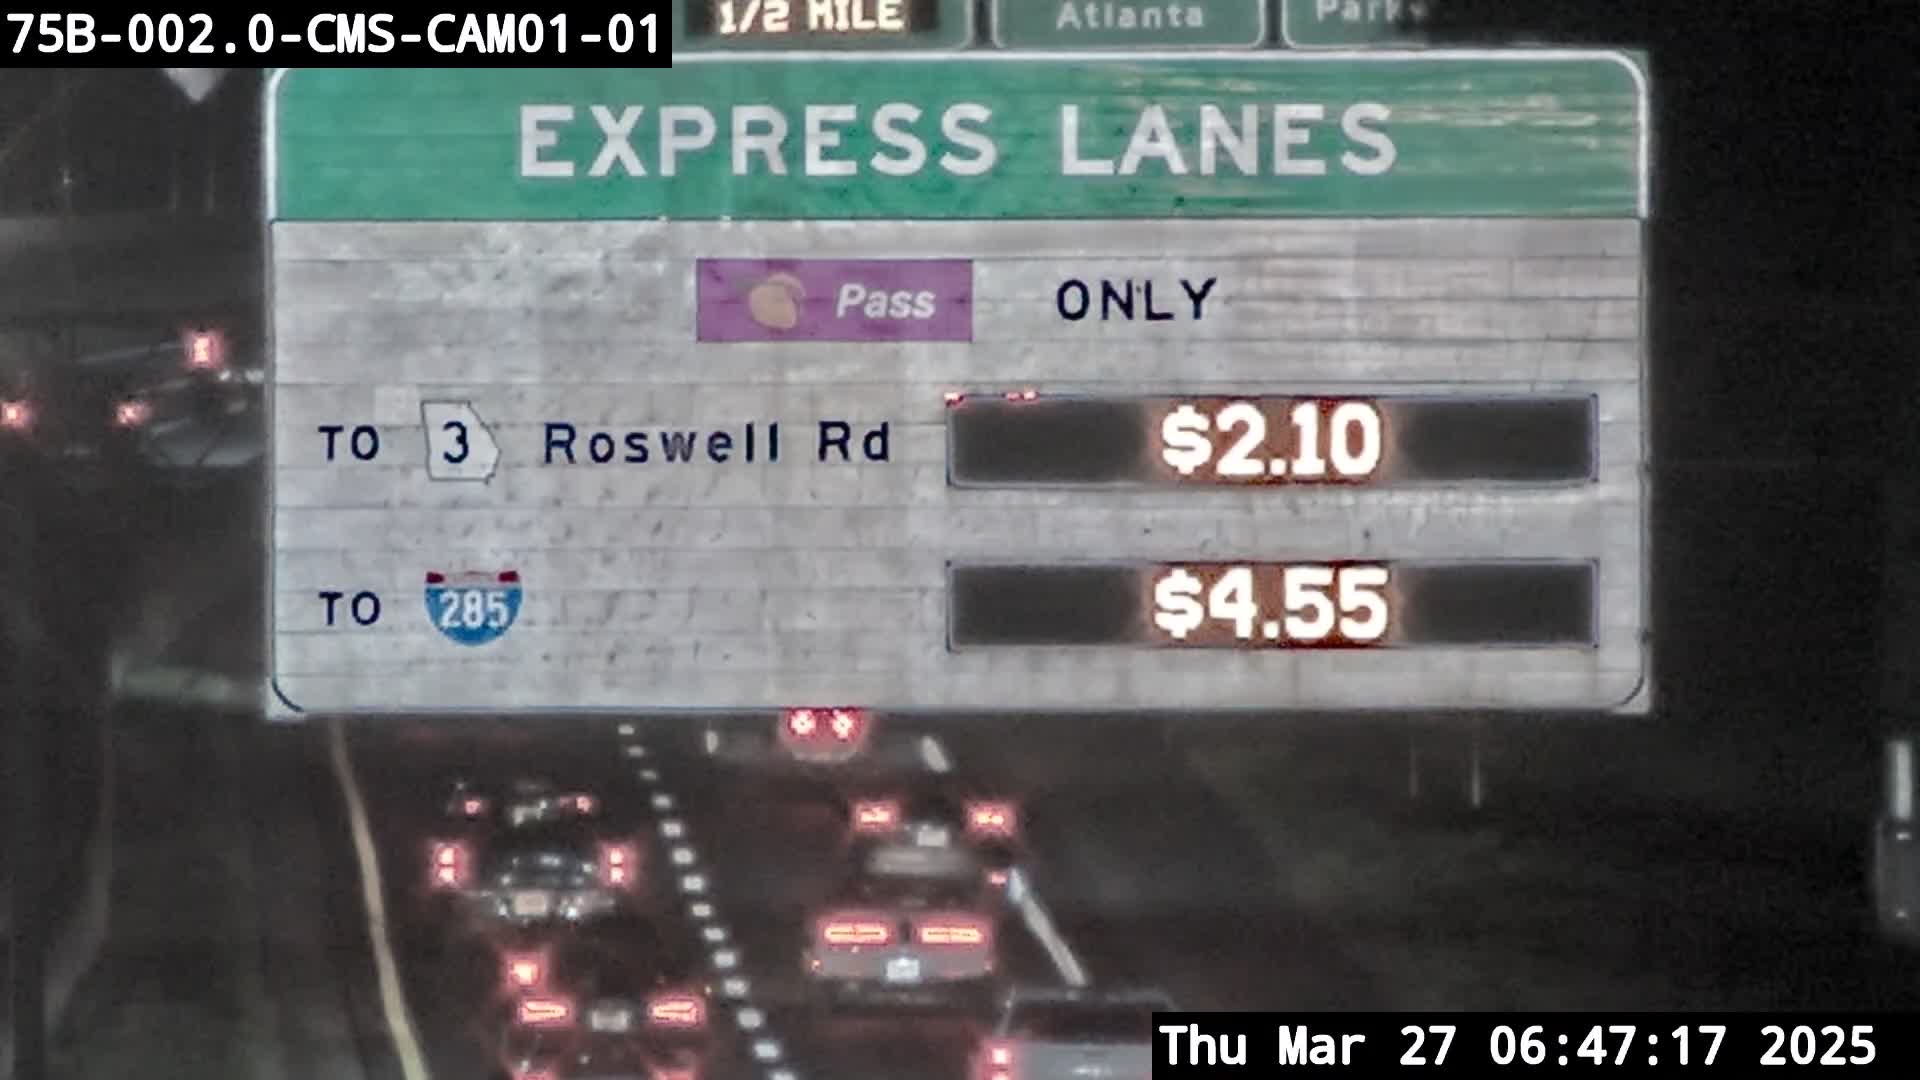 75B-002.0-CMS-CAM01-01
1/2 MILE
Atlanta
EXPRESS LANES
Pass ONLY
TO 3 Roswell Rd $2.10
TO 285 $4.55
Thu Mar 27 06:47:17 2025